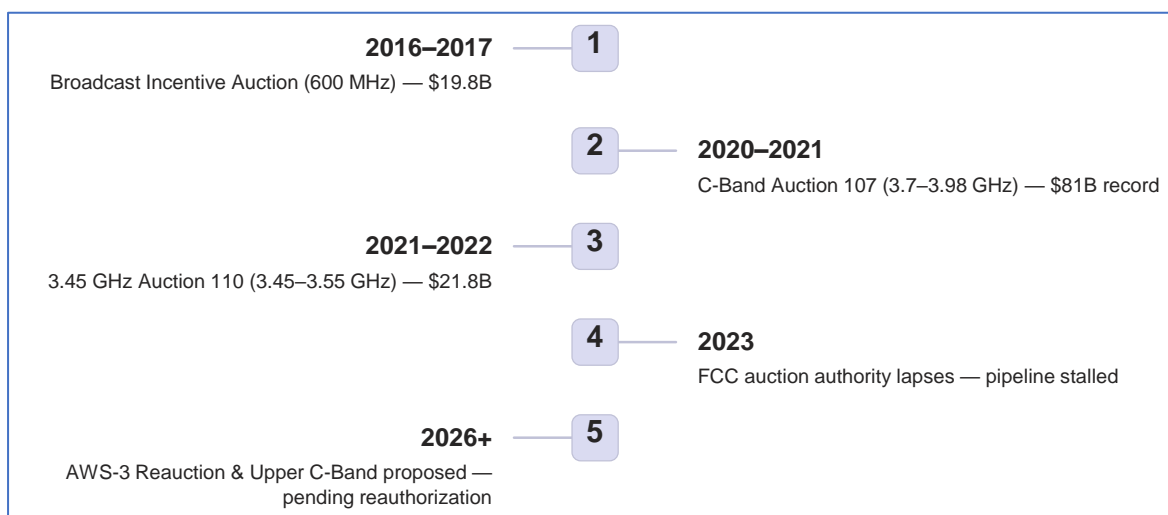 1
2016–2017
Broadcast Incentive Auction (600 MHz) — $19.8B
2
2020–2021
C-Band Auction 107 (3.7–3.98 GHz) — $81B record
3
2021–2022
3.45 GHz Auction 110 (3.45–3.55 GHz) — $21.8B
4
2023
FCC auction authority lapses — pipeline stalled
5
2026+
AWS-3 Reauction & Upper C-Band proposed —
pending reauthorization